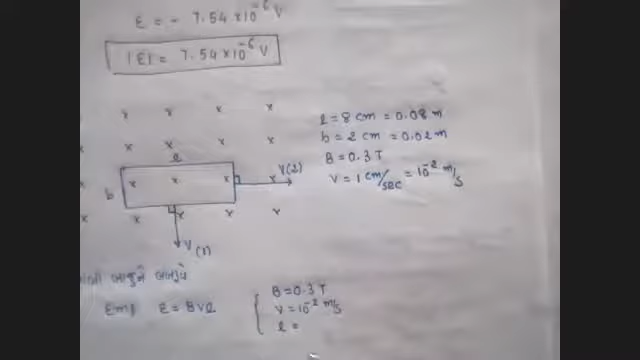 ε = - 7.54 × 10⁻⁶ V
|ε| = 7.54 × 10⁻⁶ V
x x x x
x x x x
l
b x x x x V(2)
x x x x x
V(1)
l = 8 cm = 0.08 m
b = 2 cm = 0.02 m
B = 0.3 T
V = 1 cm/sec = 10⁻² m/s
બાજુને
Emf ε = Bvl
B = 0.3 T
V = 10⁻² m/s
l =